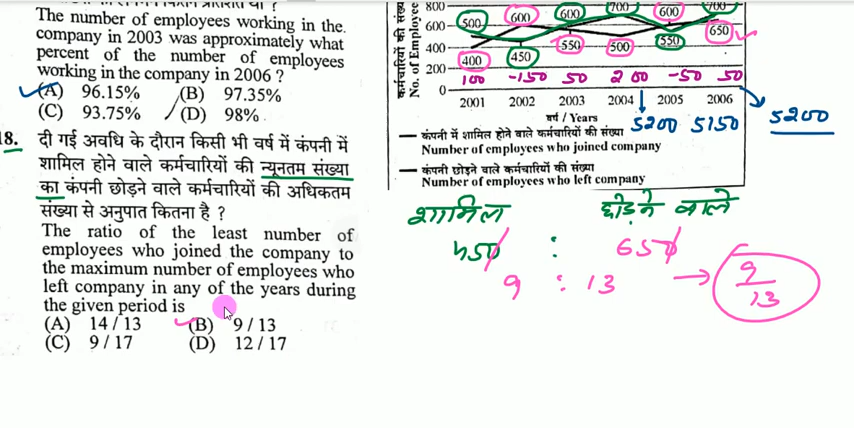 The number of employees working in the.
company in 2003 was approximately what
percent of the number of employees
working in the company in 2006 ?
(A) 96.15% (B) 97.35%
(C) 93.75% (D) 98%
18. दी गई अवधि के दौरान किसी भी वर्ष में कंपनी में
शामिल होने वाले कर्मचारियों की न्यूनतम संख्या
का कंपनी छोड़ने वाले कर्मचारियों की अधिकतम
संख्या से अनुपात कितना है ?
The ratio of the least number of
employees who joined the company to
the maximum number of employees who
left company in any of the years during
the given period is
(A) 14 / 13 (B) 9 / 13
(C) 9 / 17 (D) 12 / 17
कर्मचारियों की संख्या
No. of Employee
800
600
400
200
0
500 600 600 700 600 700
400 450 550 500 550 650
100 -150 50 200 -50 50
2001 2002 2003 2004 2005 2006
वर्ष / Years
5200 5150 5200
कंपनी में शामिल होने वाले कर्मचारियों की संख्या
Number of employees who joined company
कंपनी छोड़ने वाले कर्मचारियों की संख्या
Number of employees who left company
शामिल छोड़ने वाले
450 : 650
9 : 13 → 9/13